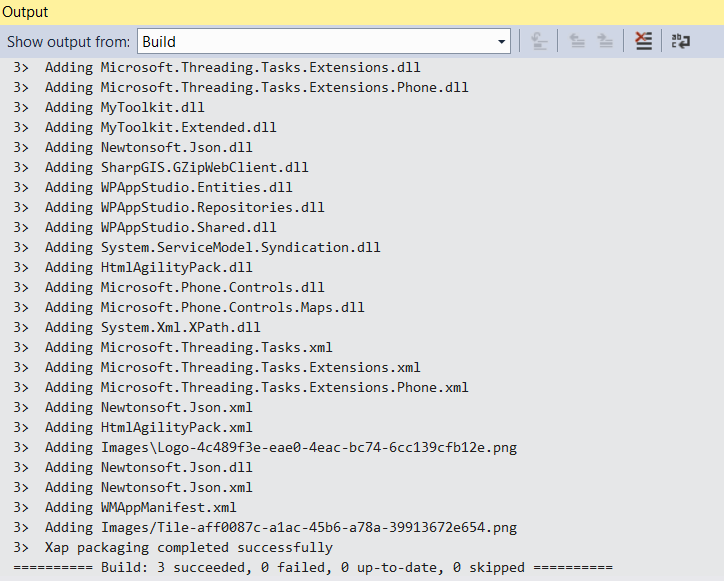 Output
Show output from: Build
3> Adding Microsoft.Threading.Tasks.Extensions.dll
3> Adding Microsoft.Threading.Tasks.Extensions.Phone.dll
3> Adding MyToolkit.dll
3> Adding MyToolkit.Extended.dll
3> Adding Newtonsoft.Json.dll
3> Adding SharpGIS.GZipWebClient.dll
3> Adding WPAppStudio.Entities.dll
3> Adding WPAppStudio.Repositories.dll
3> Adding WPAppStudio.Shared.dll
3> Adding System.ServiceModel.Syndication.dll
3> Adding HtmlAgilityPack.dll
3> Adding Microsoft.Phone.Controls.dll
3> Adding Microsoft.Phone.Controls.Maps.dll
3> Adding System.Xml.XPath.dll
3> Adding Microsoft.Threading.Tasks.xml
3> Adding Microsoft.Threading.Tasks.Extensions.xml
3> Adding Microsoft.Threading.Tasks.Extensions.Phone.xml
3> Adding Newtonsoft.Json.xml
3> Adding HtmlAgilityPack.xml
3> Adding Images\Logo-4c489f3e-eae0-4eac-bc74-6cc139cfb12e.png
3> Adding Newtonsoft.Json.dll
3> Adding Newtonsoft.Json.xml
3> Adding WMAppManifest.xml
3> Adding Images/Tile-aff0087c-a1ac-45b6-a78a-39913672e654.png
3> Xap packaging completed successfully
========== Build: 3 succeeded, 0 failed, 0 up-to-date, 0 skipped ==========